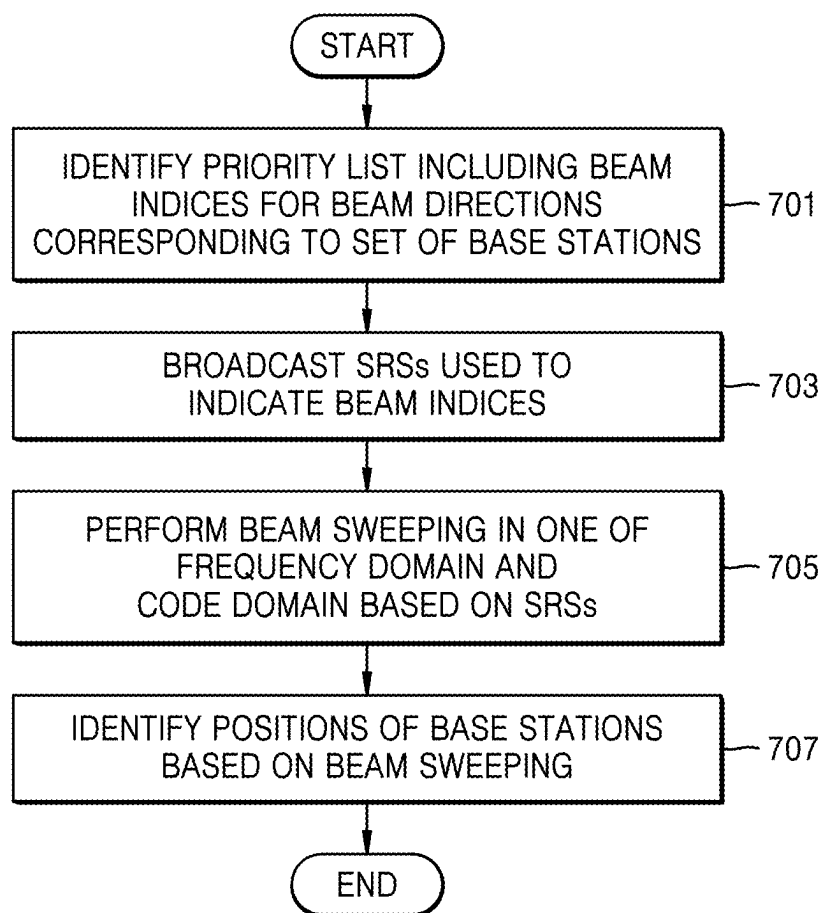 START
IDENTIFY PRIORITY LIST INCLUDING BEAM
INDICES FOR BEAM DIRECTIONS
CORRESPONDING TO SET OF BASE STATIONS
701
BROADCAST SRSs USED TO
INDICATE BEAM INDICES
703
PERFORM BEAM SWEEPING IN ONE OF
FREQUENCY DOMAIN AND
CODE DOMAIN BASED ON SRSs
705
IDENTIFY POSITIONS OF BASE STATIONS
BASED ON BEAM SWEEPING
707
END